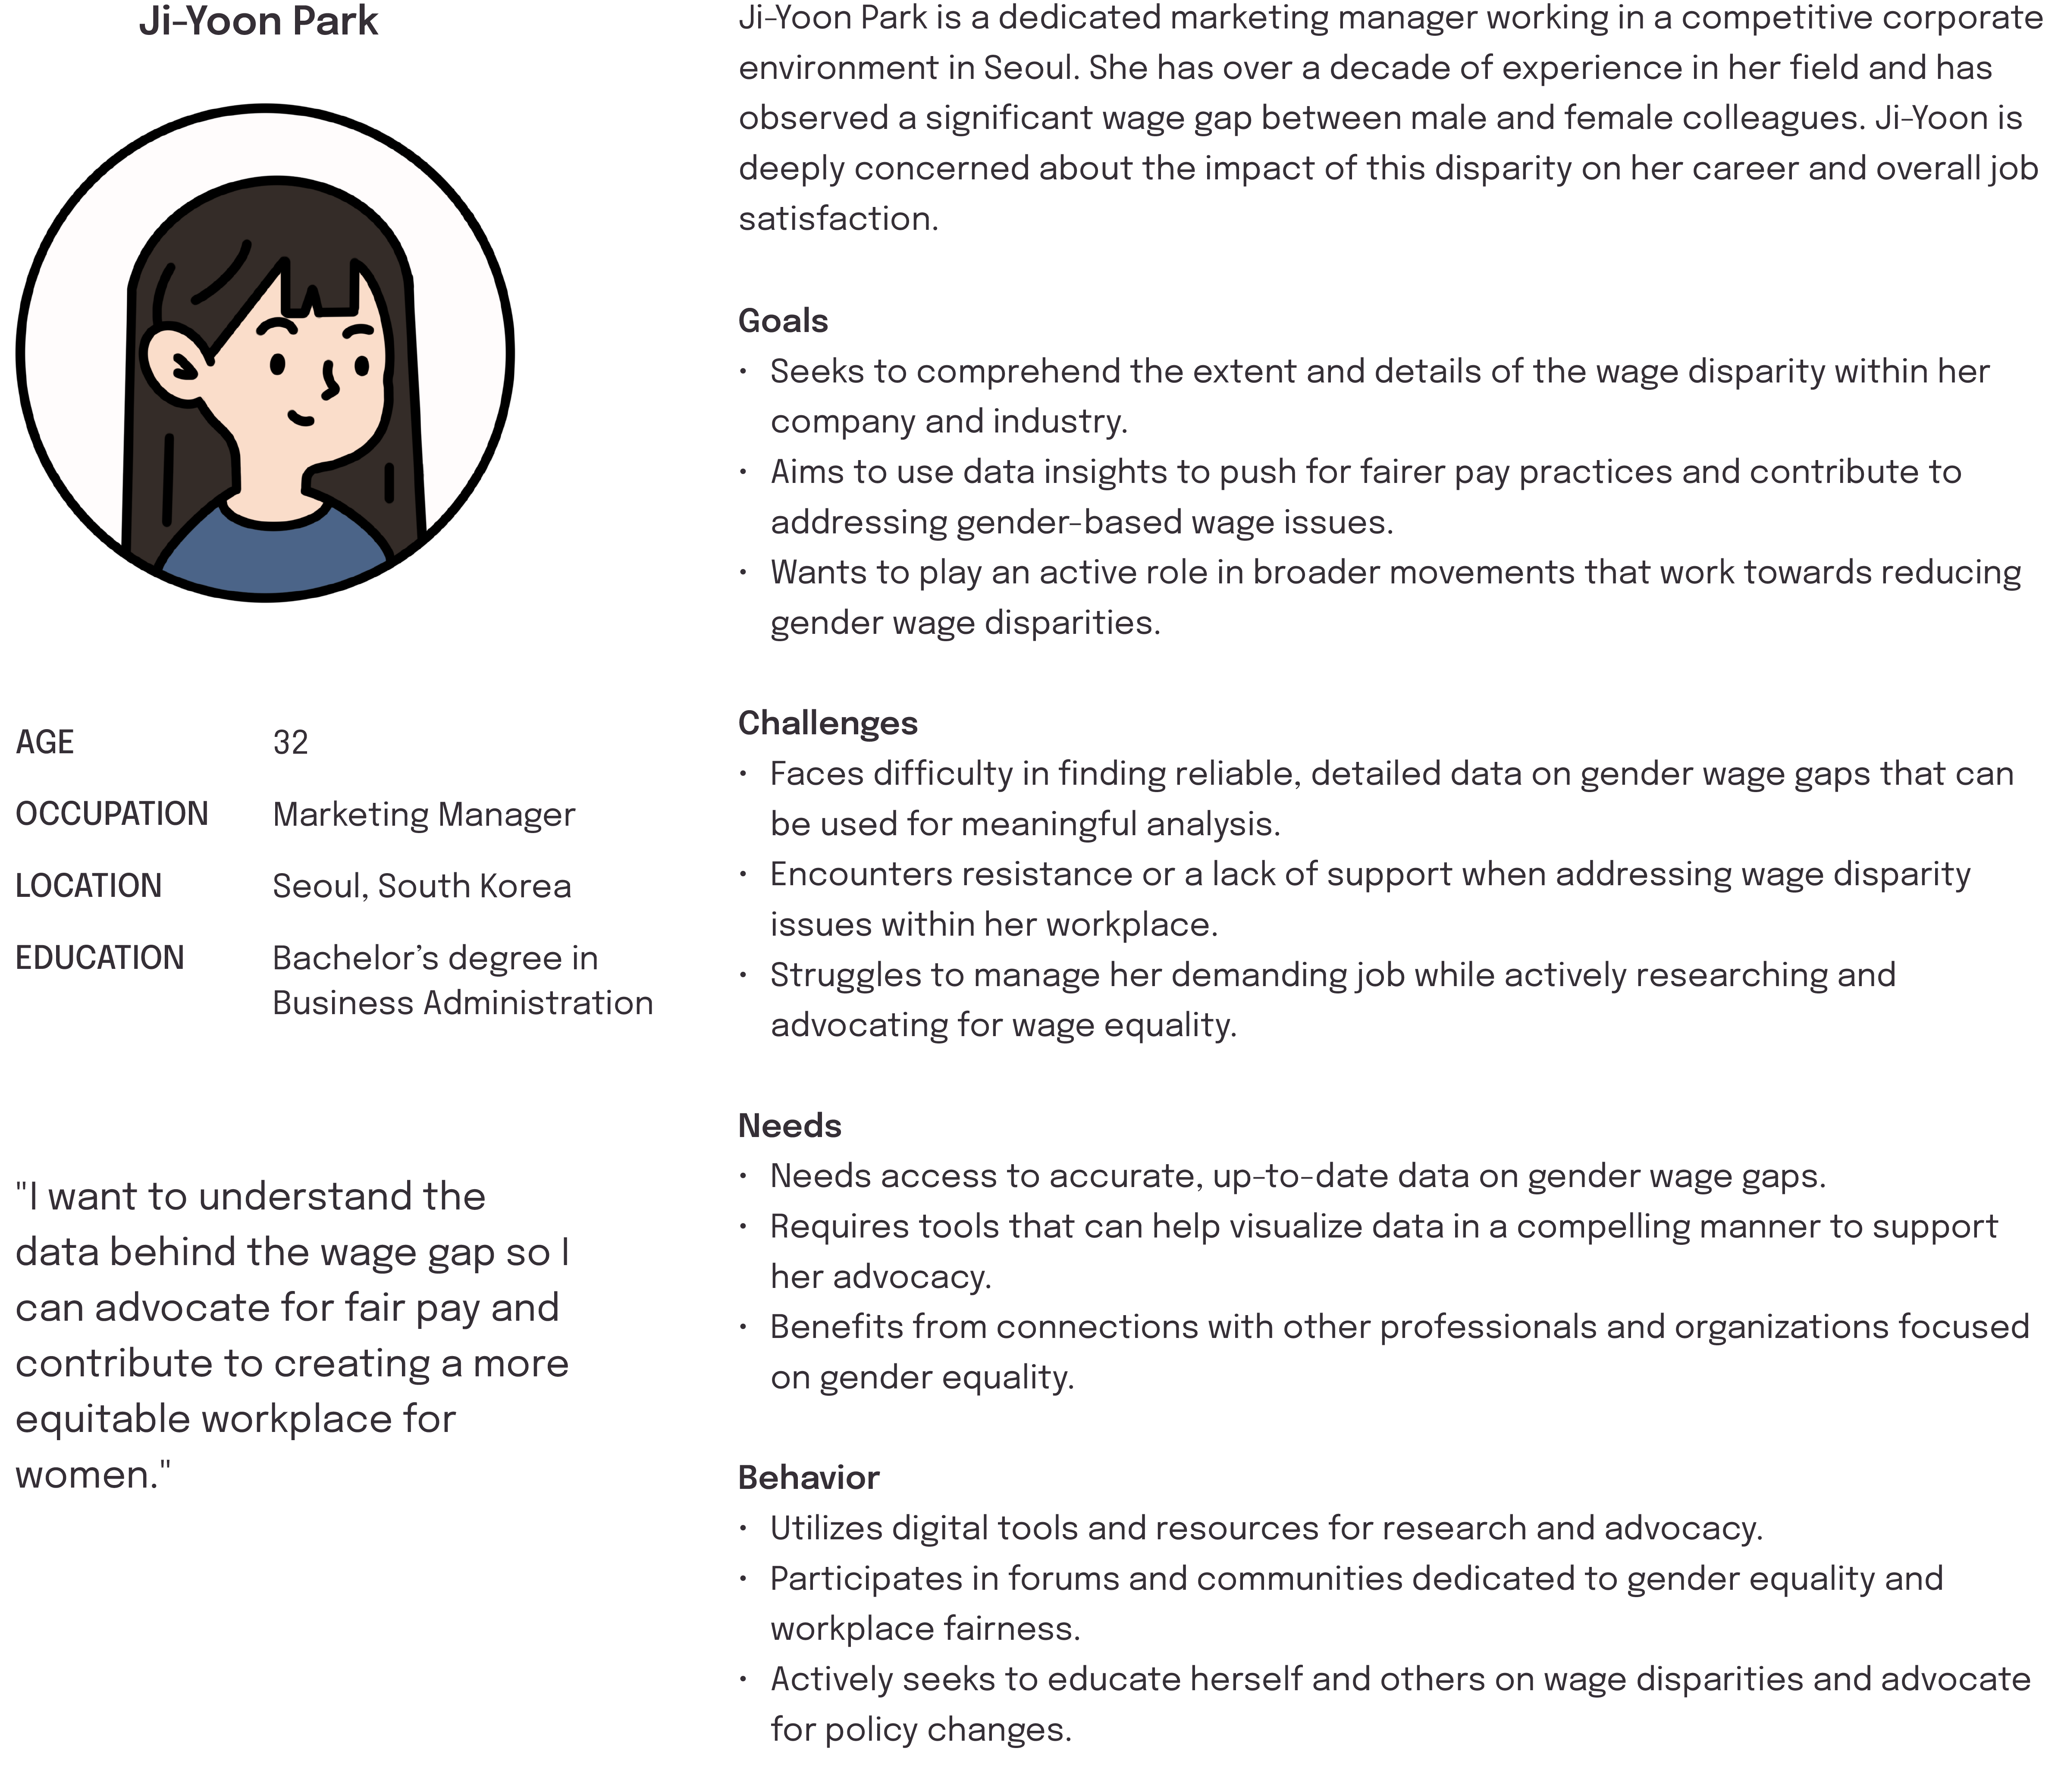 Ji-Yoon Park
AGE 32
OCCUPATION Marketing Manager
LOCATION Seoul, South Korea
EDUCATION Bachelor’s degree in
Business Administration
"I want to understand the
data behind the wage gap so I
can advocate for fair pay and
contribute to creating a more
equitable workplace for
women."
Ji-Yoon Park is a dedicated marketing manager working in a competitive corporate
environment in Seoul. She has over a decade of experience in her field and has
observed a significant wage gap between male and female colleagues. Ji-Yoon is
deeply concerned about the impact of this disparity on her career and overall job
satisfaction.
Goals
• Seeks to comprehend the extent and details of the wage disparity within her
company and industry.
• Aims to use data insights to push for fairer pay practices and contribute to
addressing gender-based wage issues.
• Wants to play an active role in broader movements that work towards reducing
gender wage disparities.
Challenges
• Faces difficulty in finding reliable, detailed data on gender wage gaps that can
be used for meaningful analysis.
• Encounters resistance or a lack of support when addressing wage disparity
issues within her workplace.
• Struggles to manage her demanding job while actively researching and
advocating for wage equality.
Needs
• Needs access to accurate, up-to-date data on gender wage gaps.
• Requires tools that can help visualize data in a compelling manner to support
her advocacy.
• Benefits from connections with other professionals and organizations focused
on gender equality.
Behavior
• Utilizes digital tools and resources for research and advocacy.
• Participates in forums and communities dedicated to gender equality and
workplace fairness.
• Actively seeks to educate herself and others on wage disparities and advocate
for policy changes.